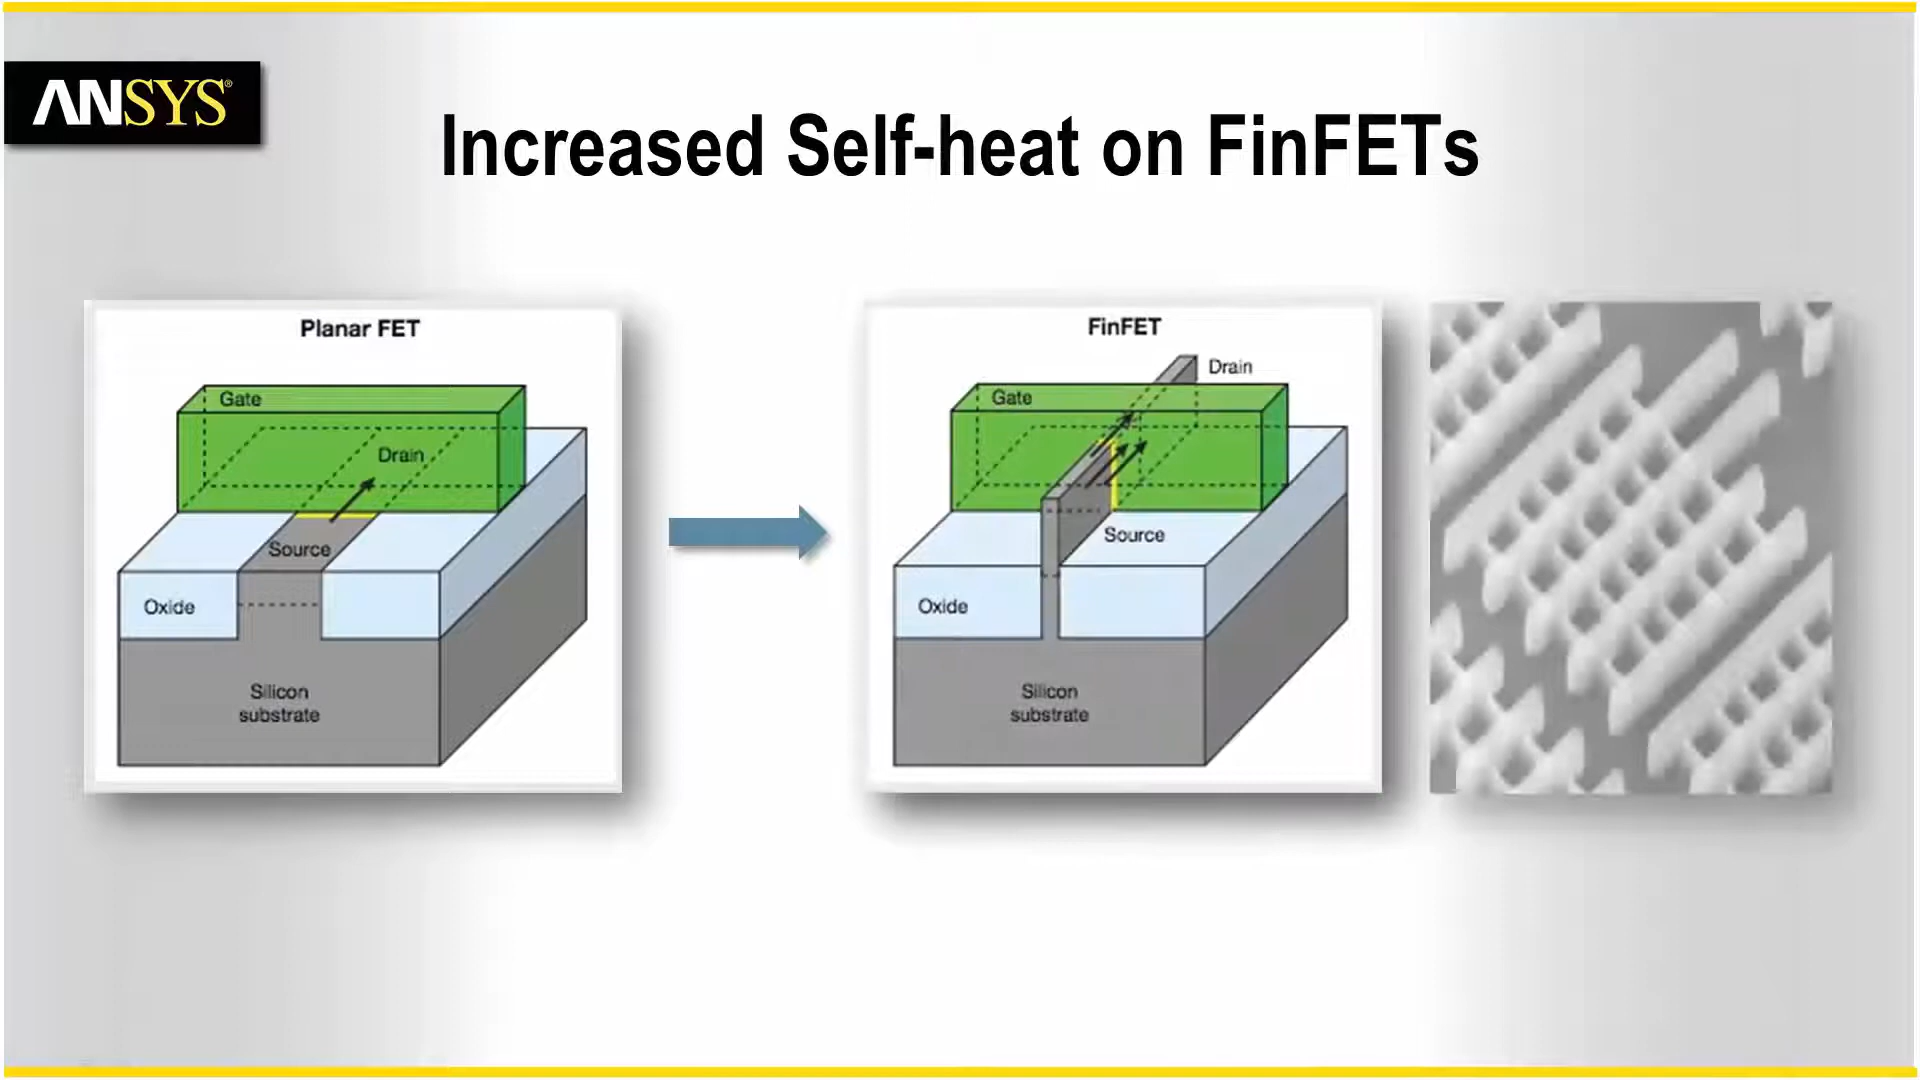 ANSYS®
Increased Self-heat on FinFETs
Planar FET
Gate
Drain
Source
Oxide
Silicon
substrate
FinFET
Drain
Gate
Source
Oxide
Silicon
substrate